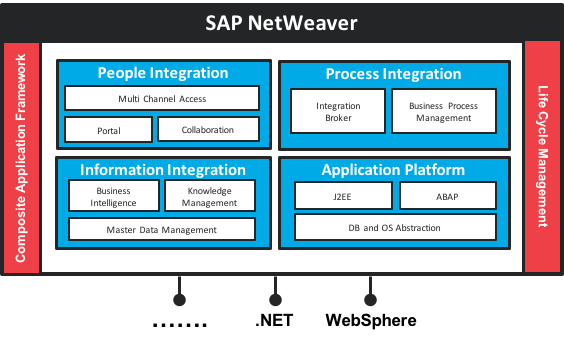 SAP NetWeaver
Composite Application Framework
People Integration
Multi Channel Access
Portal
Collaboration
Process Integration
Integration
Broker
Business Process
Management
Information Integration
Business
Intelligence
Knowledge
Management
Master Data Management
Application Platform
J2EE
ABAP
DB and OS Abstraction
Life Cycle Management
.......
.NET
WebSphere